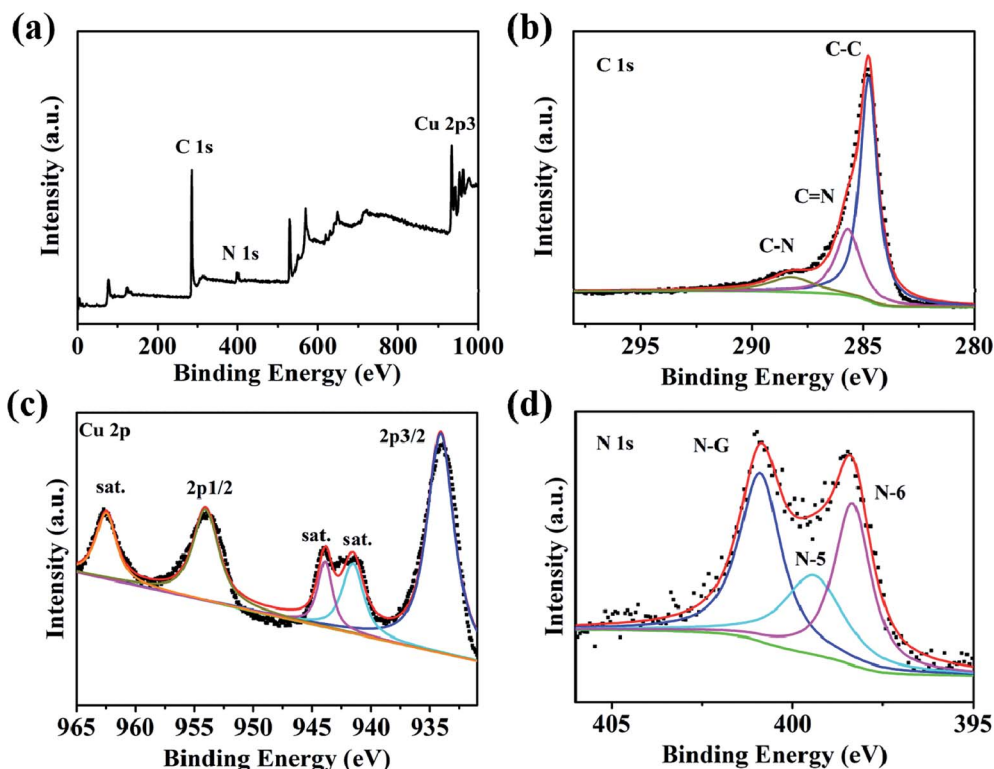 (a)
Intensity (a.u.)
C 1s
N 1s
Cu 2p3
0 200 400 600 800 1000
Binding Energy (eV)
(b)
Intensity (a.u.)
C 1s
C-C
C=N
C-N
295 290 285 280
Binding Energy (eV)
(c)
Intensity (a.u.)
Cu 2p
sat.
2p1/2
sat.
sat.
2p3/2
965 960 955 950 945 940 935
Binding Energy (eV)
(d)
Intensity (a.u.)
N 1s
N-G
N-5
N-6
405 400 395
Binding Energy (eV)